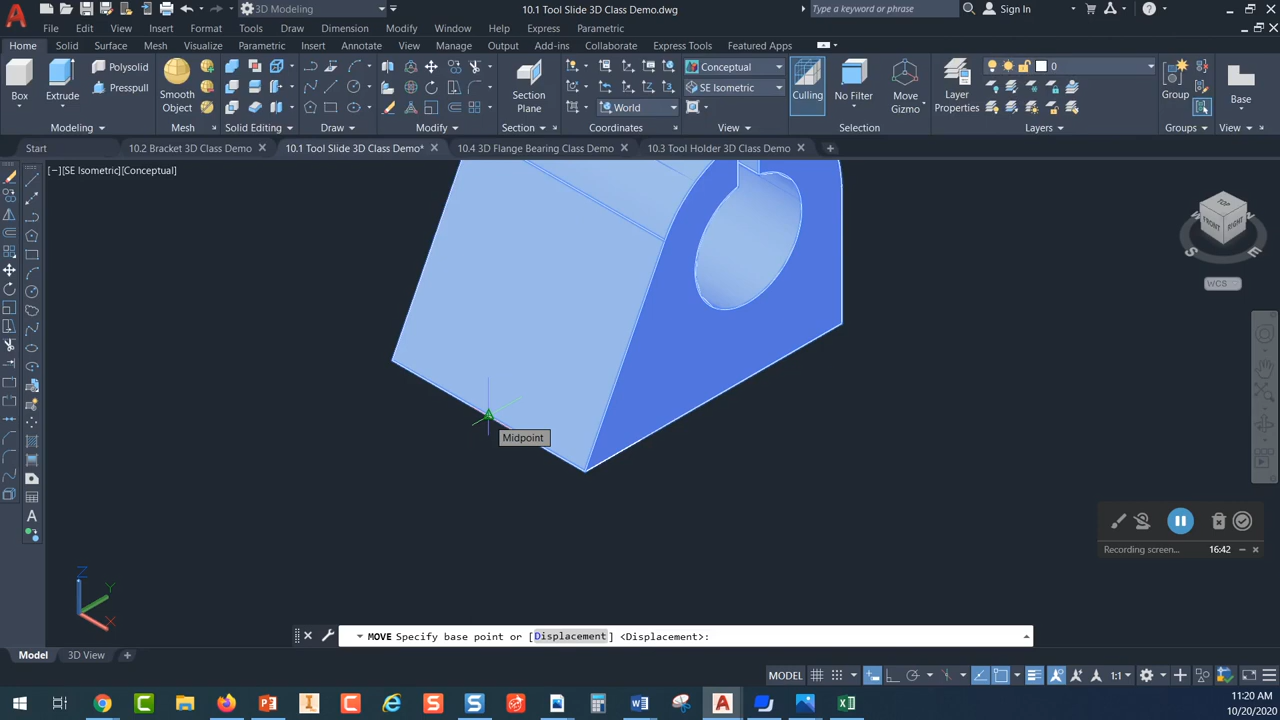 3D Modeling
10.1 Tool Slide 3D Class Demo.dwg
Type a keyword or phrase
Sign In
File Edit View Insert Format Tools Draw Dimension Modify Window Help Express Parametric
Home Solid Surface Mesh Visualize Parametric Insert Annotate View Manage Output Add-ins Collaborate Express Tools Featured Apps
Polysolid
Conceptual
0
Box
Extrude
Presspull
Smooth
Object
Section
Plane
World
SE Isometric
Culling
No Filter
Move
Gizmo
Layer
Properties
Group
Base
Modeling Mesh Solid Editing Draw Modify Section Coordinates View Selection Layers Groups View
Start 10.2 Bracket 3D Class Demo 10.1 Tool Slide 3D Class Demo* 10.4 3D Flange Bearing Class Demo 10.3 Tool Holder 3D Class Demo
[−][SE Isometric][Conceptual]
TOP
FRONT RIGHT
S E
WCS
Midpoint
Recording screen...
16:42
Z
Y
X
MOVE Specify base point or [Displacement] <Displacement>:
Model 3D View
MODEL
1:1
11:20 AM
10/20/2020